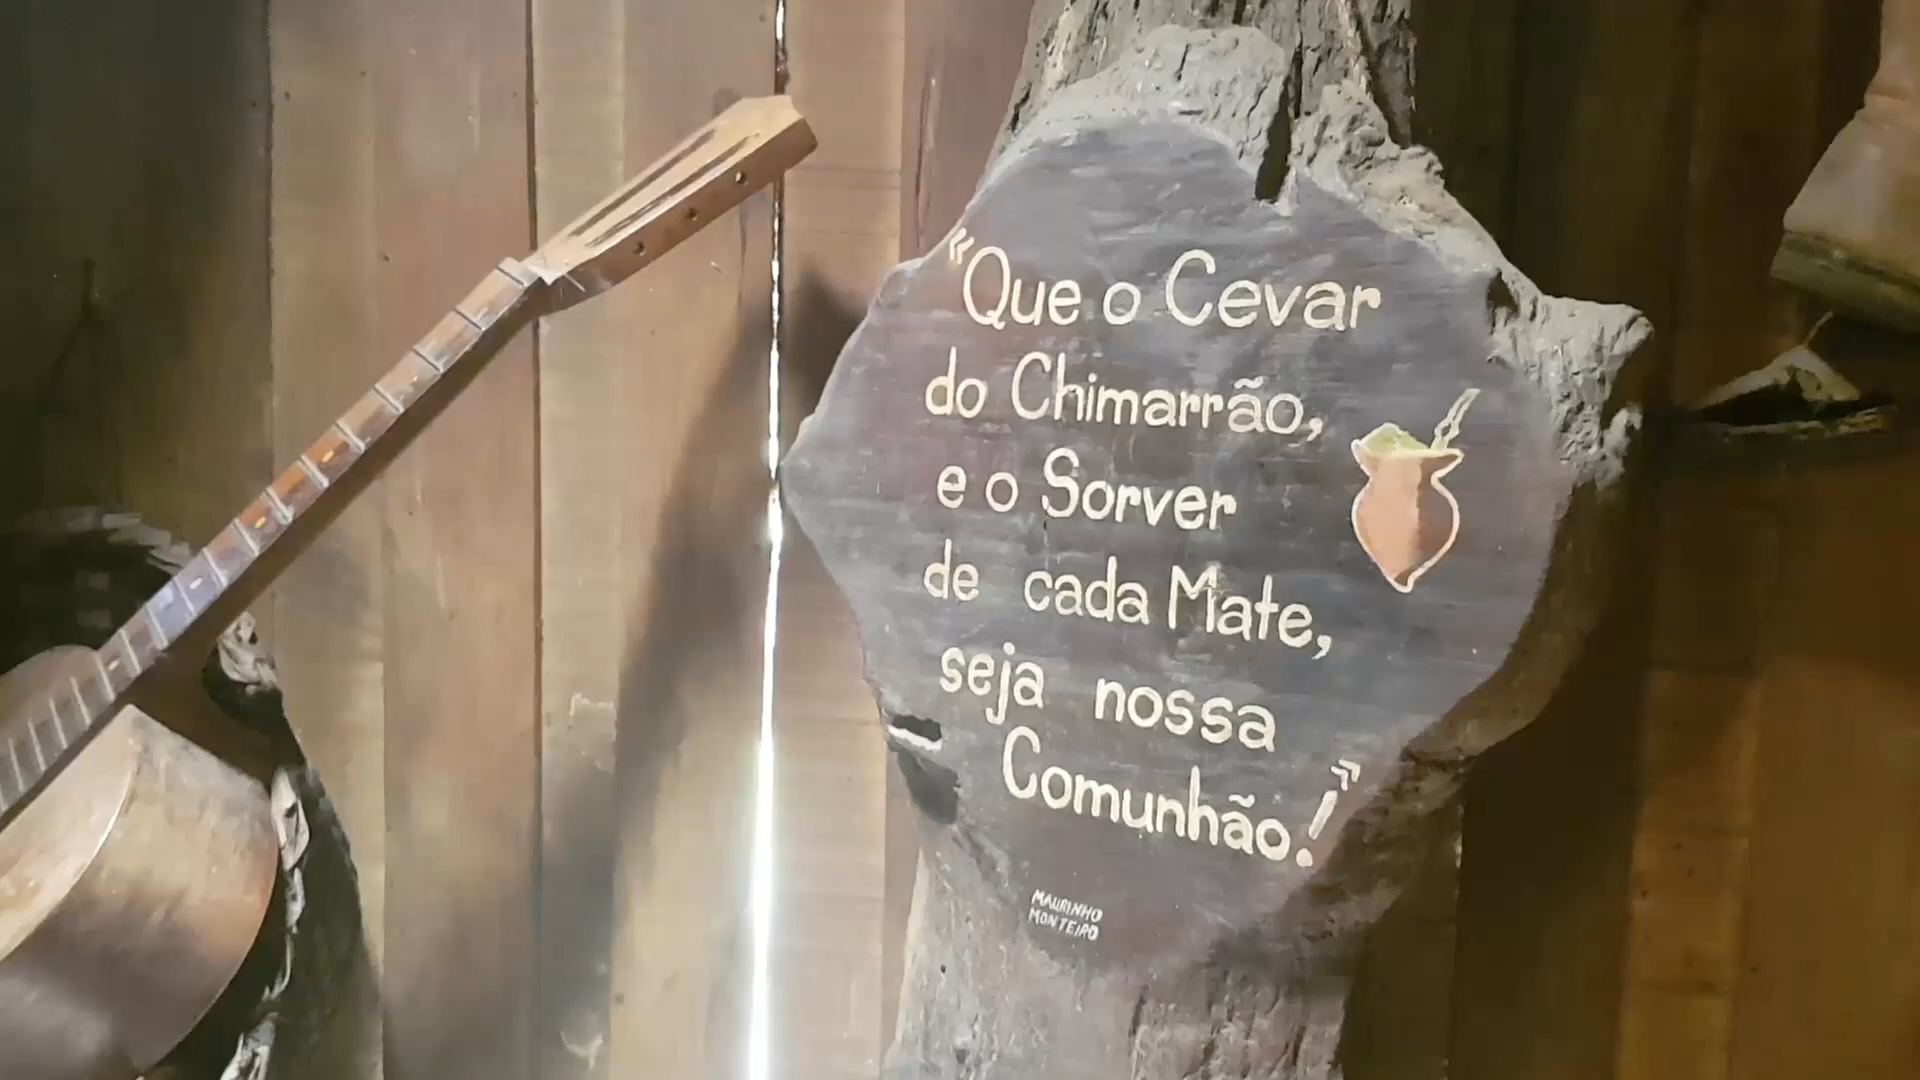 "Que o Cevar
do Chimarrão,
e o Sorver
de cada Mate,
seja nossa
Comunhão!"
MAURINHO
MONTEIRO